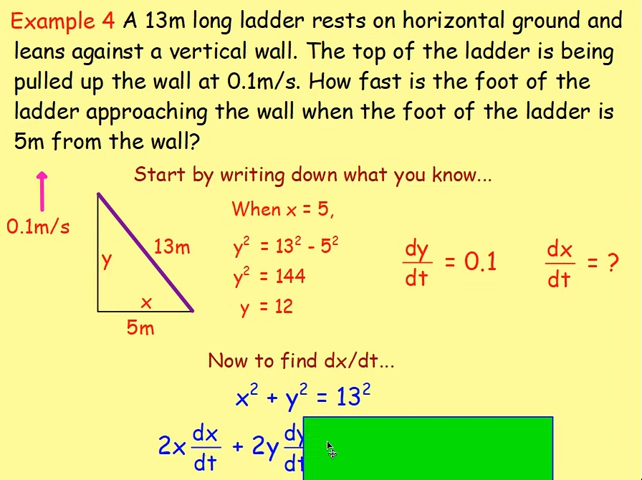 Example 4 A 13m long ladder rests on horizontal ground and
leans against a vertical wall. The top of the ladder is being
pulled up the wall at 0.1m/s. How fast is the foot of the
ladder approaching the wall when the foot of the ladder is
5m from the wall?
Start by writing down what you know...
0.1m/s
y
13m
x
5m
When x = 5,
y² = 13² - 5²
y² = 144
y = 12
dy/dt = 0.1
dx/dt = ?
Now to find dx/dt...
x² + y² = 13²
2x dx/dt + 2y dy/dt